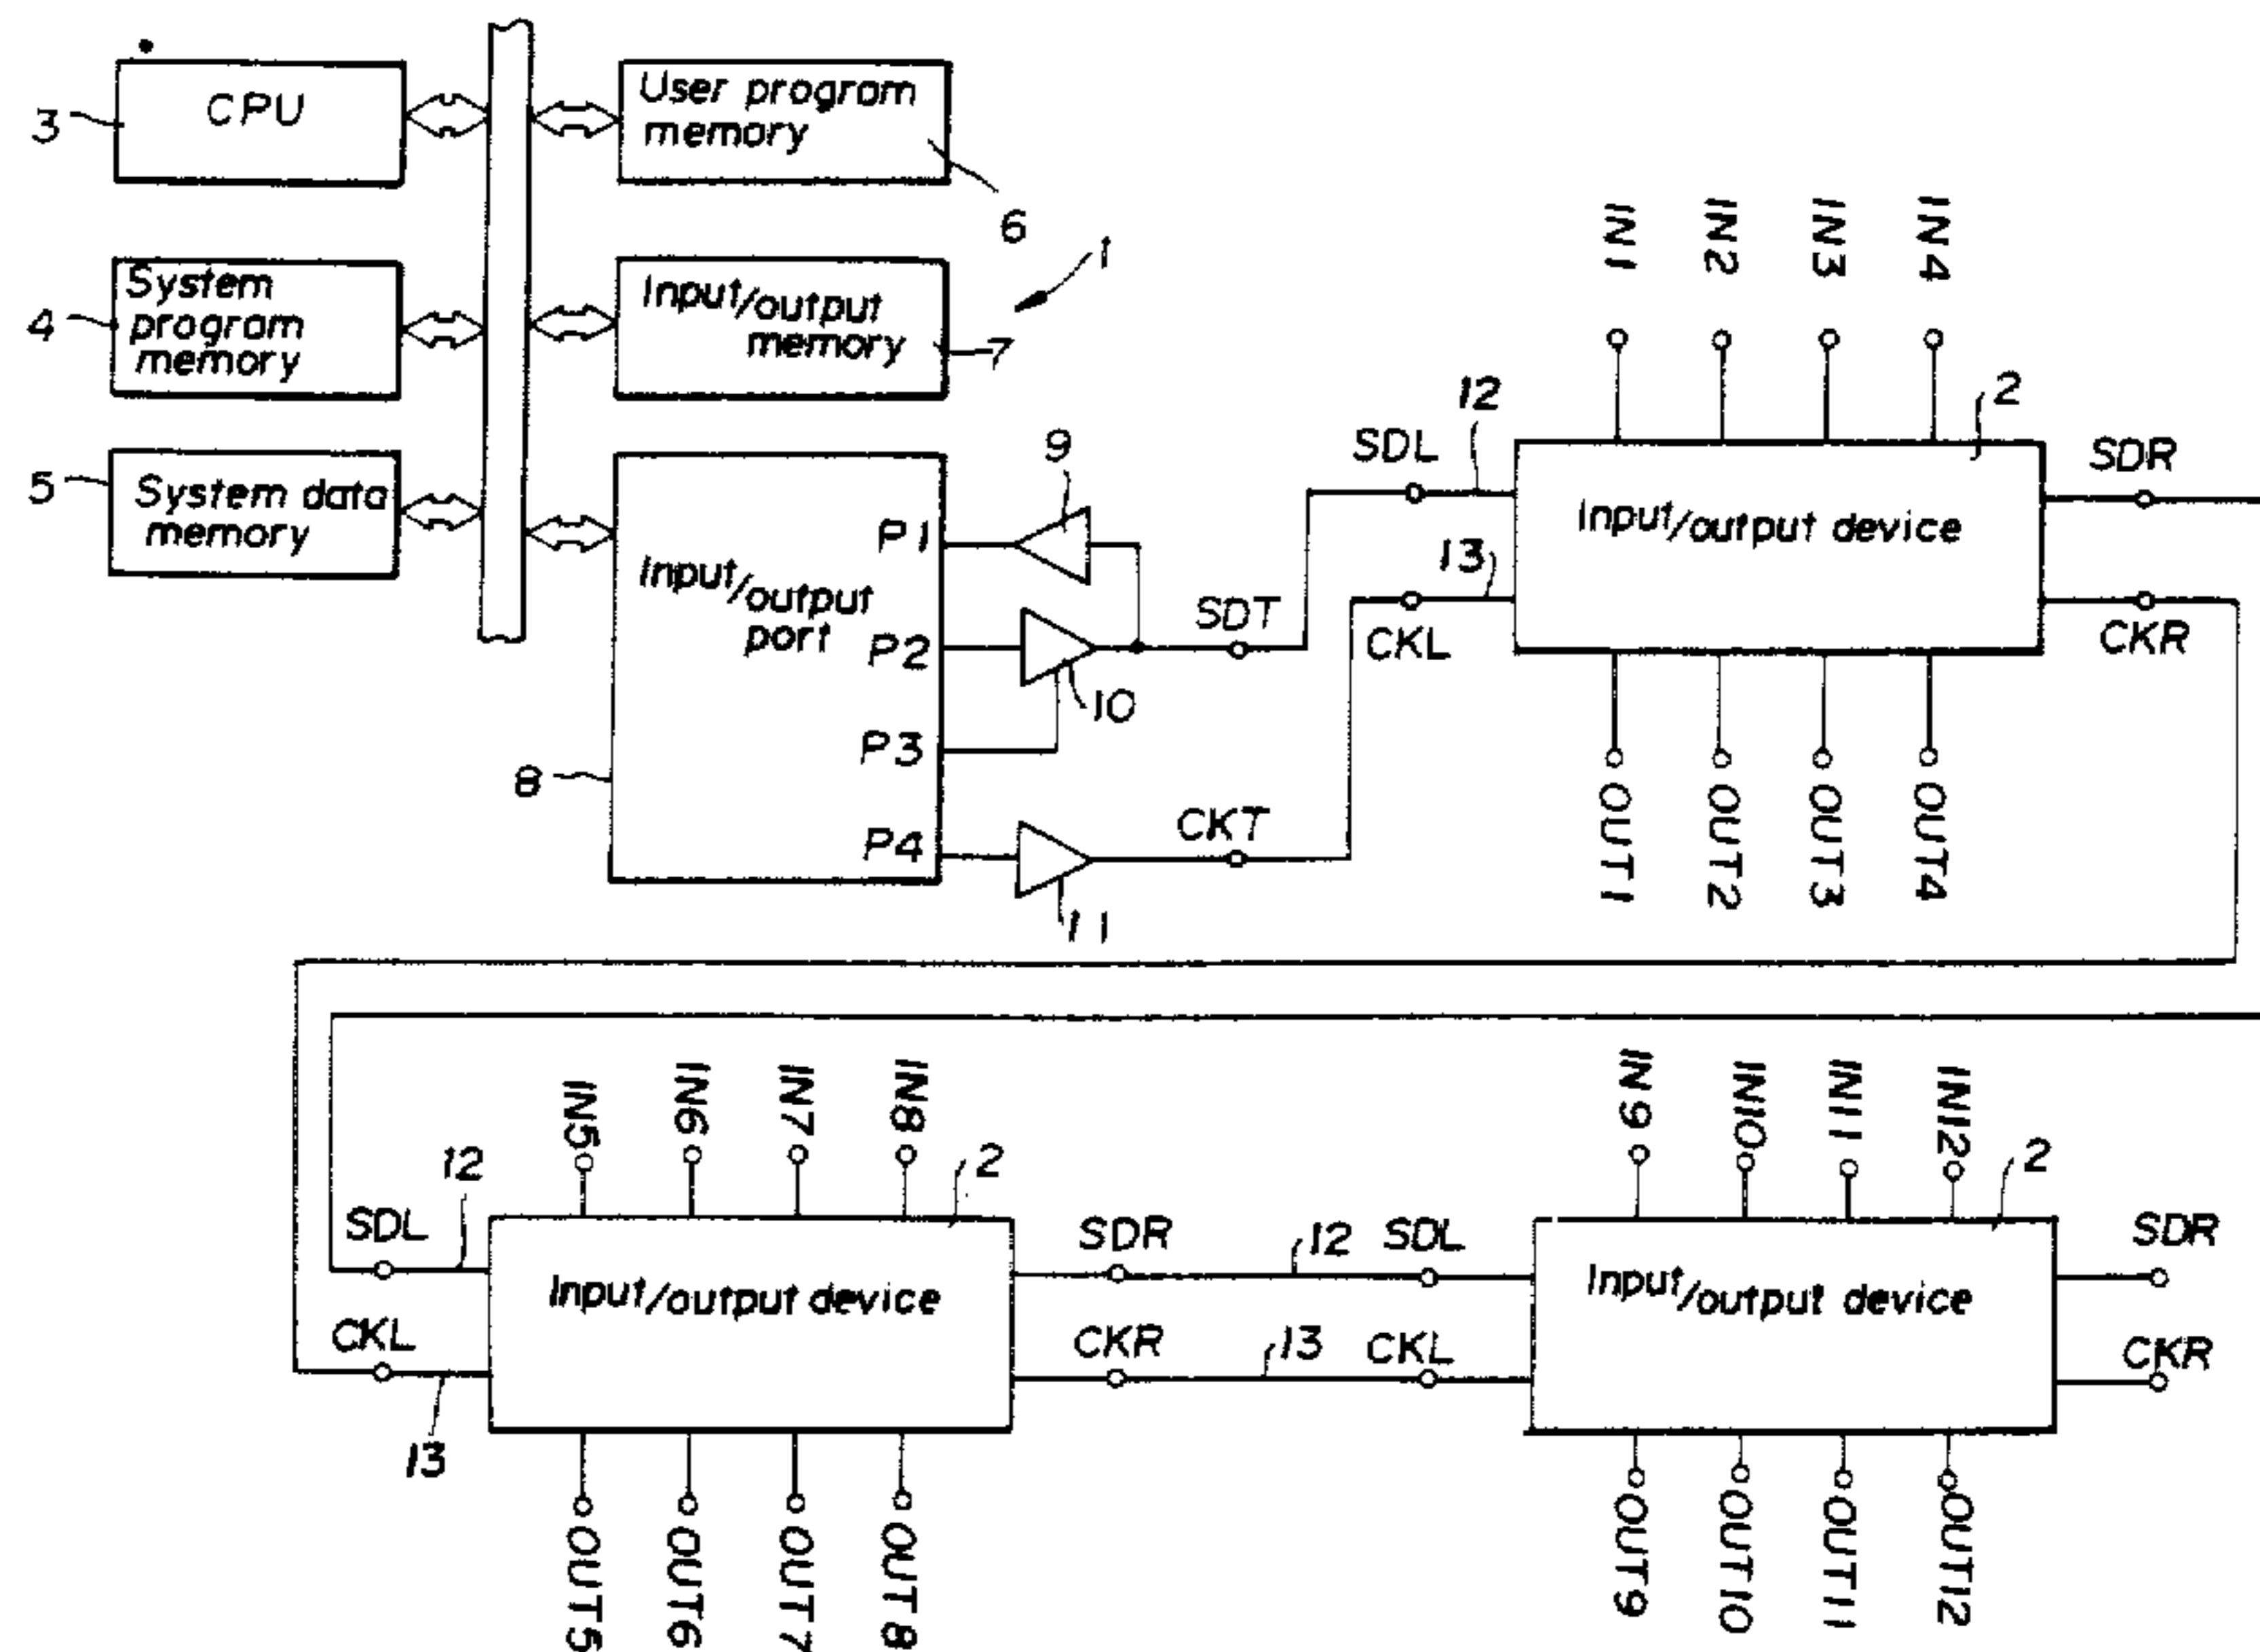 CPU
3
User program
memory
6
System
program
memory
4
Input/output
memory
7
1
System data
memory
5
Input/output
port
8
P1
P2
P3
P4
9
10
11
SDT
CKT
SDL
12
CKL
13
IN1
IN2
IN3
IN4
2
Input/output device
SDR
CKR
OUT1
OUT2
OUT3
OUT4
IN5
IN6
IN7
IN8
2
SDL
12
CKL
13
Input/output device
OUT5
OUT6
OUT7
OUT8
SDR
12
SDL
CKR
13
CKL
IN9
IN10
IN11
IN12
2
Input/output device
SDR
CKR
OUT9
OUT10
OUT11
OUT12